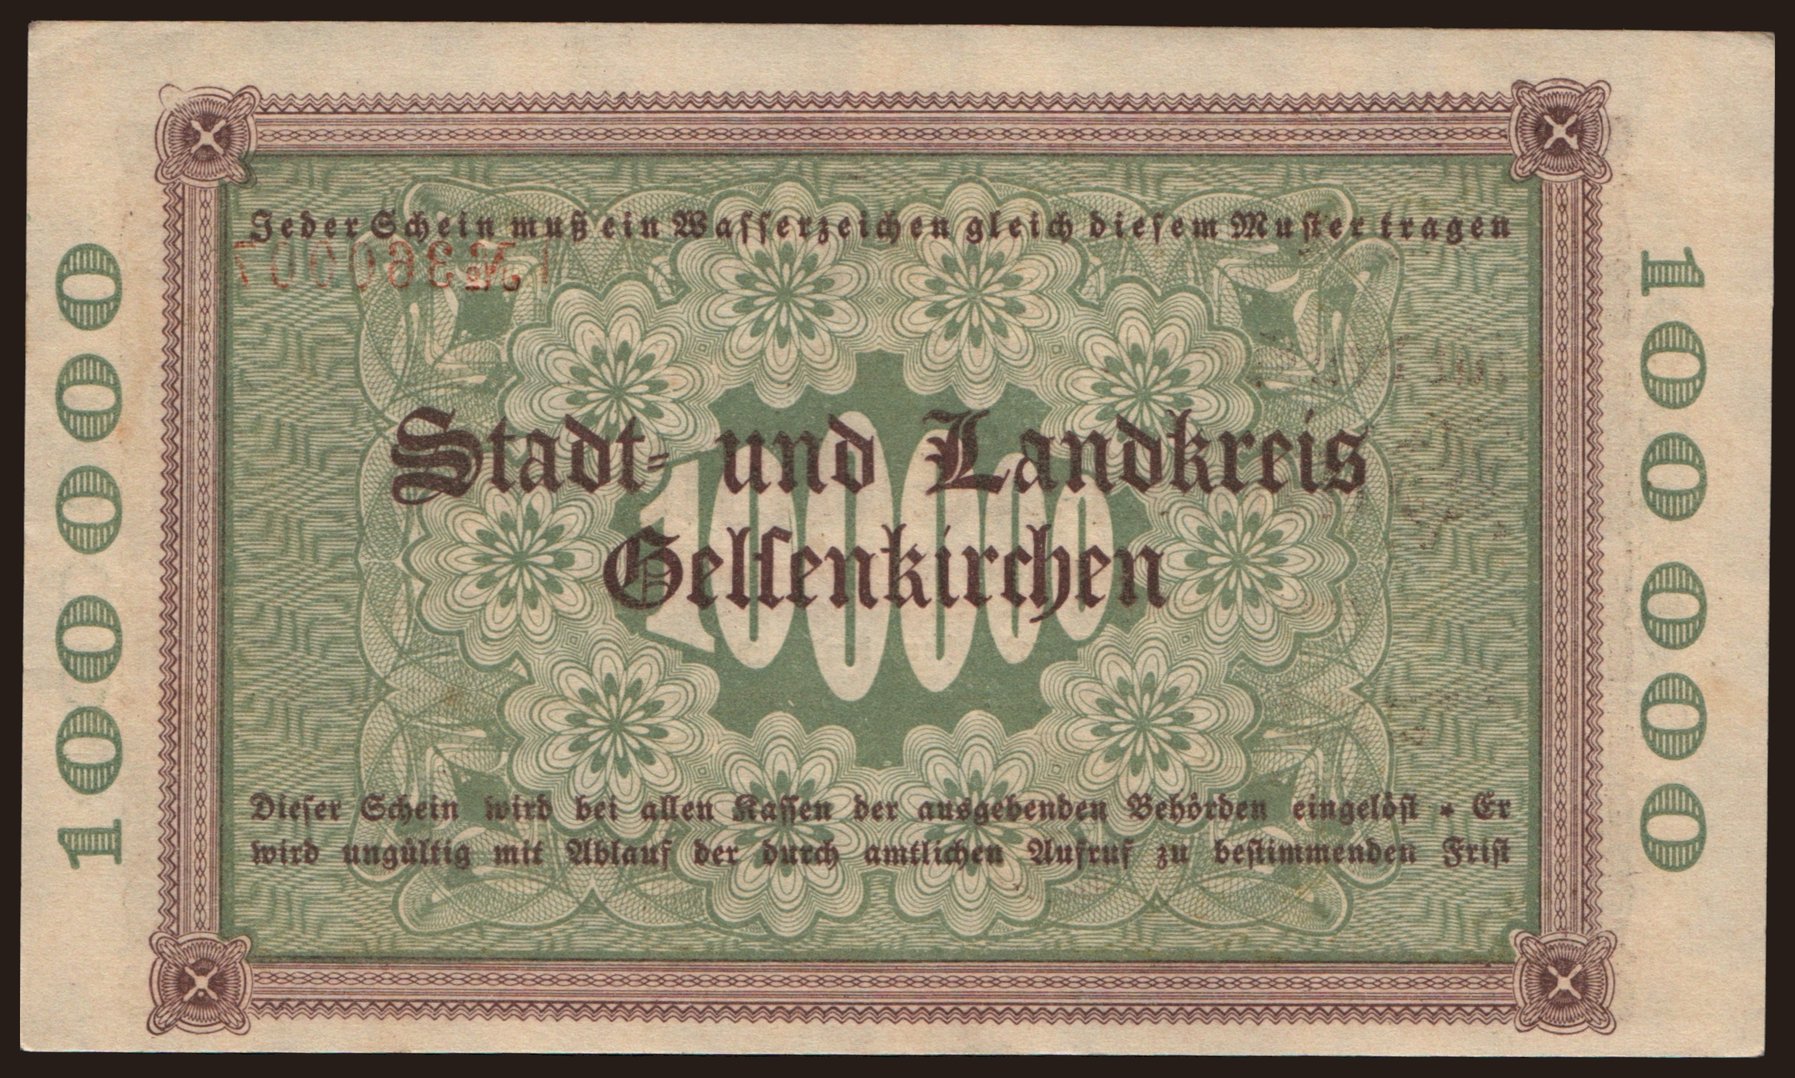 Jeder Schein muß ein Wasserzeichen gleich diesem Muster tragen
100000
Stadt- und Landkreis
100000
Gelsenkirchen
100000
Dieser Schein wird bei allen Kassen der ausgebenden Behörden eingelöst * Er
wird ungültig mit Ablauf der durch amtlichen Aufruf zu bestimmenden Frist